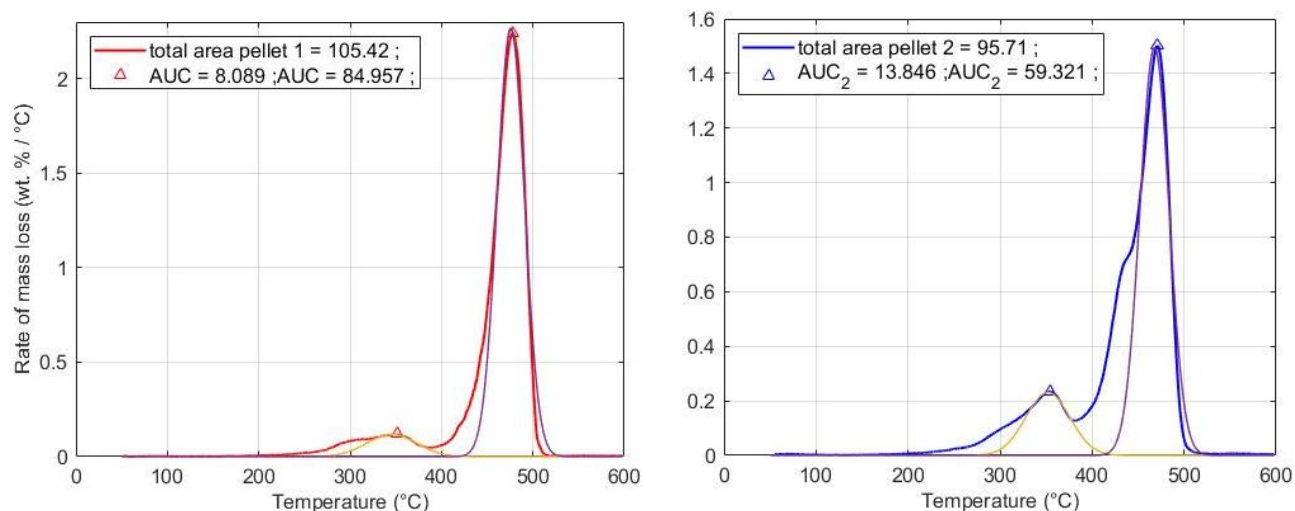 total area pellet 1 = 105.42 ;
AUC = 8.089 ;AUC = 84.957 ;
Rate of mass loss (wt. % / °C)
2
1.5
1
0.5
0
0 100 200 300 400 500 600
Temperature (°C)
total area pellet 2 = 95.71 ;
AUC₂ = 13.846 ;AUC₂ = 59.321 ;
1.6
1.4
1.2
1
0.8
0.6
0.4
0.2
0
0 100 200 300 400 500 600
Temperature (°C)